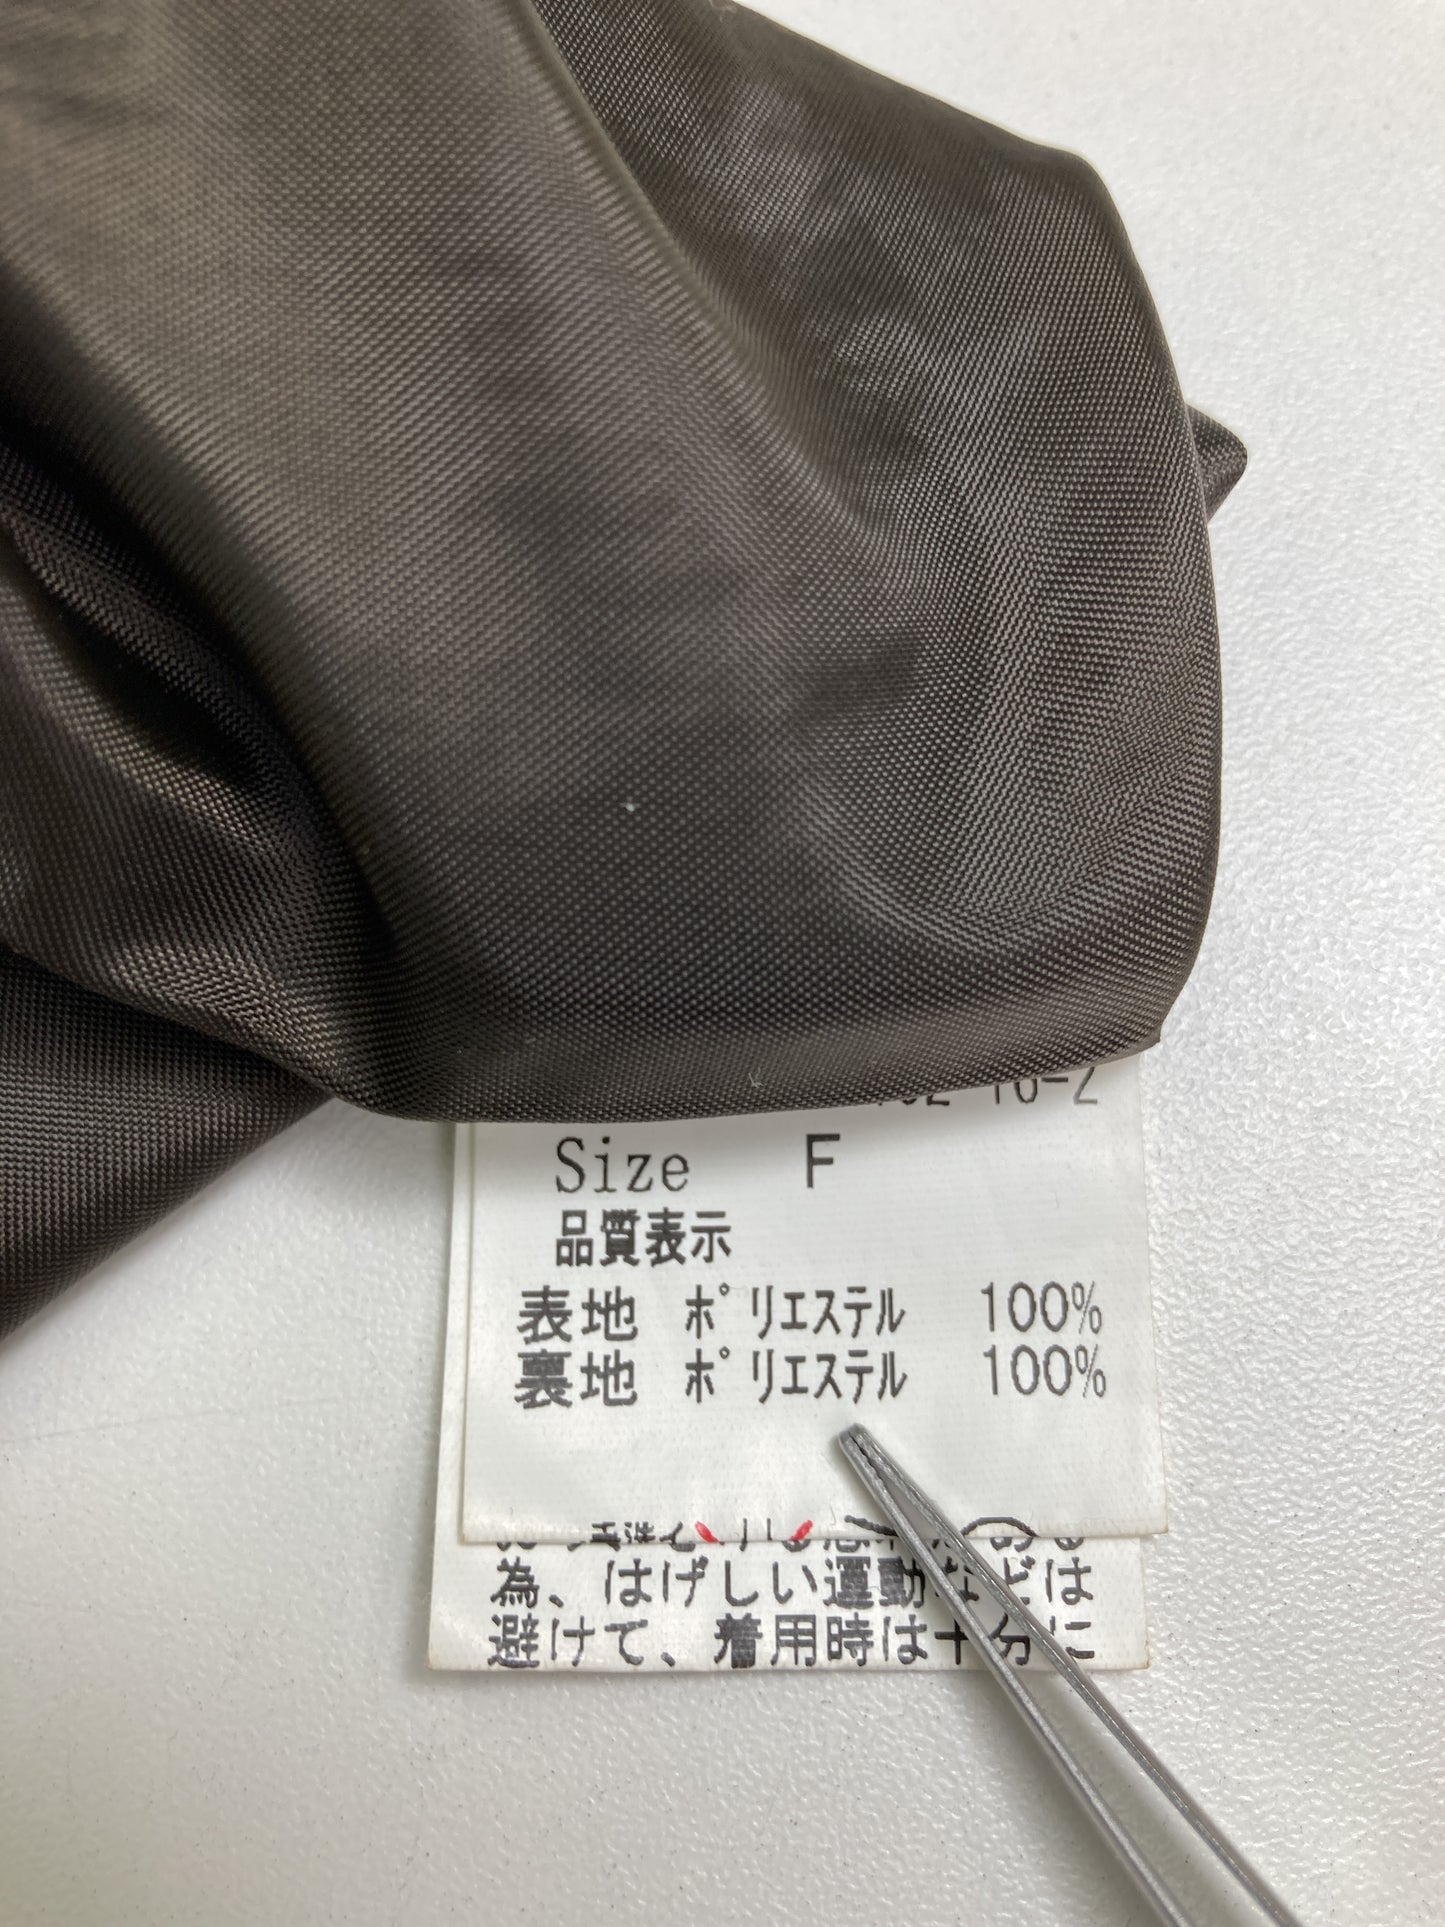 16-2
Size F
品質表示
表地 ポリエステル 100%
裏地 ポリエステル 100%
為、はげしい運動などは
避けて、着用時は十分に